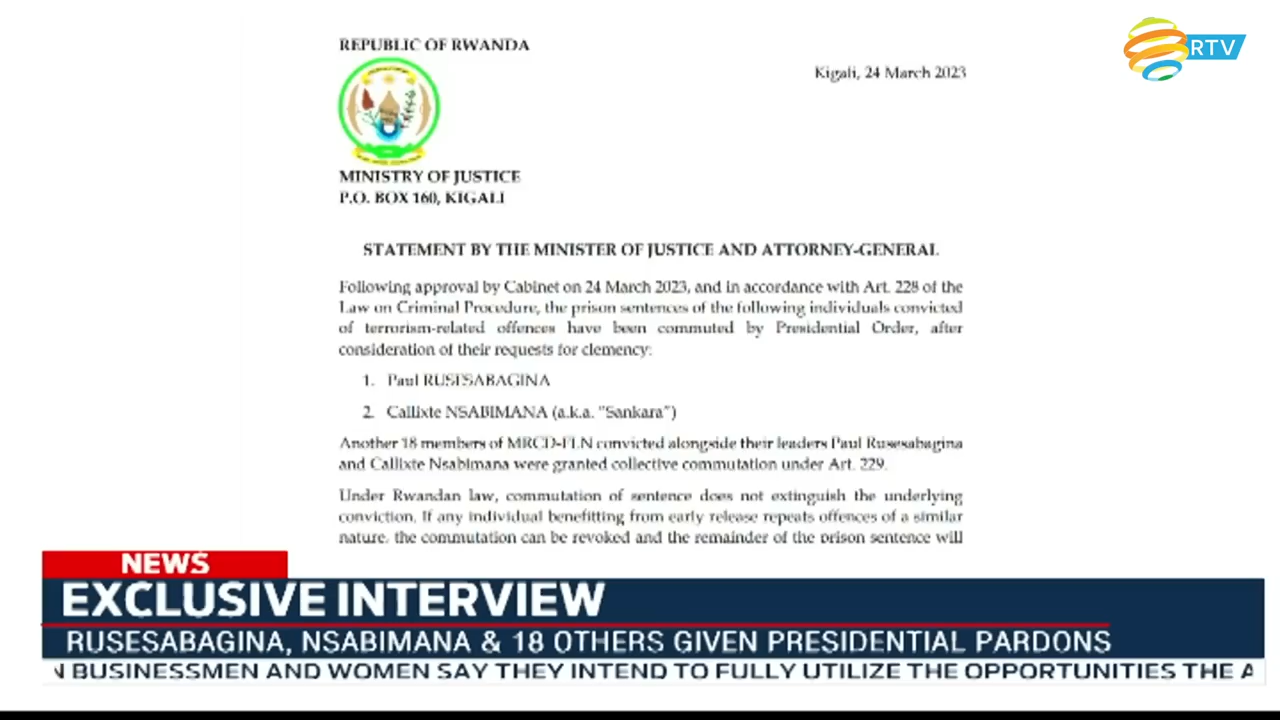 REPUBLIC OF RWANDA
RTV
Kigali, 24 March 2023
MINISTRY OF JUSTICE
P.O. BOX 160, KIGALI
STATEMENT BY THE MINISTER OF JUSTICE AND ATTORNEY-GENERAL
Following approval by Cabinet on 24 March 2023, and in accordance with Art. 228 of the
Law on Criminal Procedure, the prison sentences of the following individuals convicted
of terrorism-related offences have been commuted by Presidential Order, after
consideration of their requests for clemency:
1. Paul RUSESABAGINA
2. Callixte NSABIMANA (a.k.a. "Sankara")
Another 18 members of MRCD-FLN convicted alongside their leaders Paul Rusesabagina
and Callixte Nsabimana were granted collective commutation under Art. 229.
Under Rwandan law, commutation of sentence does not extinguish the underlying
conviction. If any individual benefitting from early release repeats offences of a similar
nature, the commutation can be revoked and the remainder of the prison sentence will
NEWS
EXCLUSIVE INTERVIEW
RUSESABAGINA, NSABIMANA & 18 OTHERS GIVEN PRESIDENTIAL PARDONS
BUSINESSMEN AND WOMEN SAY THEY INTEND TO FULLY UTILIZE THE OPPORTUNITIES THE